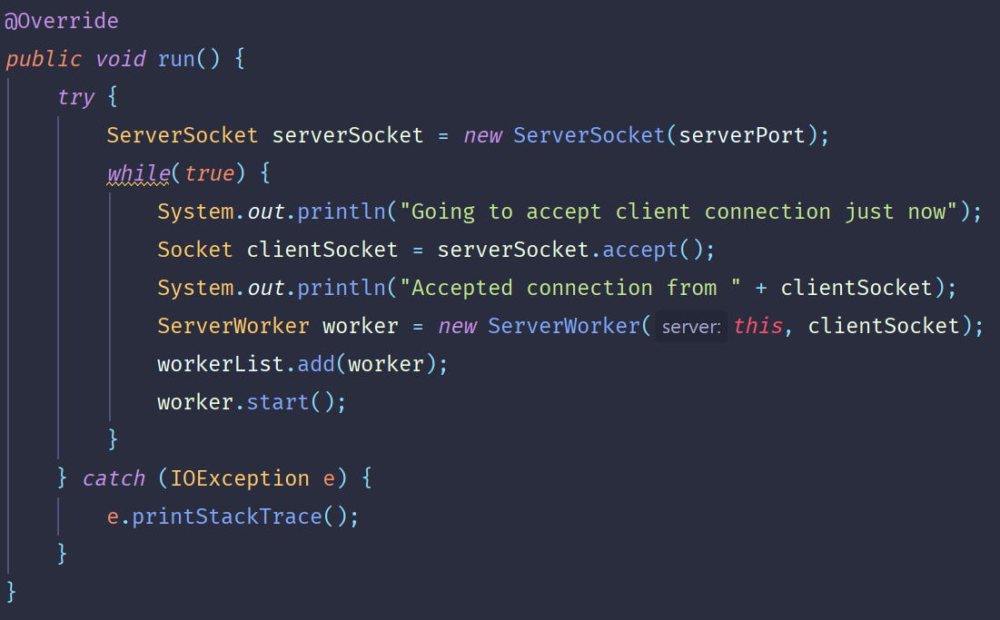 @Override
public void run() {
    try {
        ServerSocket serverSocket = new ServerSocket(serverPort);
        while(true) {
            System.out.println("Going to accept client connection just now");
            Socket clientSocket = serverSocket.accept();
            System.out.println("Accepted connection from " + clientSocket);
            ServerWorker worker = new ServerWorker( server: this, clientSocket);
            workerList.add(worker);
            worker.start();
        }
    } catch (IOException e) {
        e.printStackTrace();
    }
}